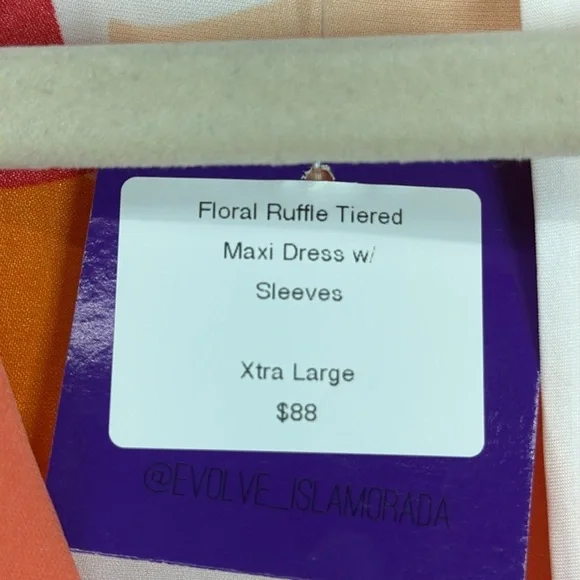 Floral Ruffle Tiered
Maxi Dress w/
Sleeves
Xtra Large
$88
@EVOLVE_ISLAMORADA